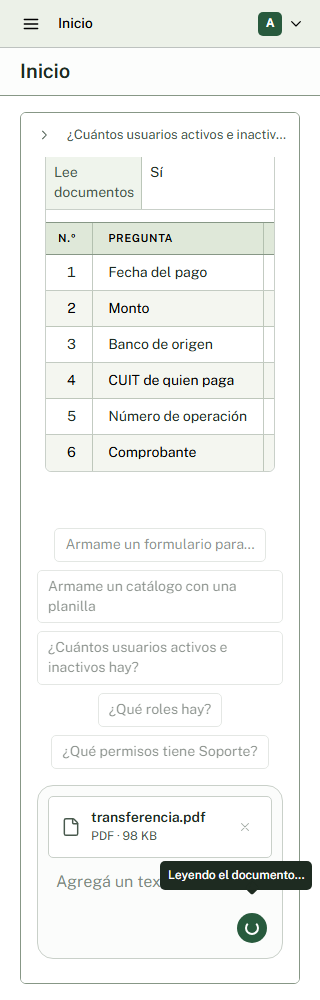 Inicio
A
Inicio
¿Cuántos usuarios activos e inactiv...
Lee
documentos
Sí
N.º PREGUNTA
1 Fecha del pago
2 Monto
3 Banco de origen
4 CUIT de quien paga
5 Número de operación
6 Comprobante
Armame un formulario para...
Armame un catálogo con una
planilla
¿Cuántos usuarios activos e
inactivos hay?
¿Qué roles hay?
¿Qué permisos tiene Soporte?
transferencia.pdf
PDF · 98 KB
Agregá un
Leyendo el documento...